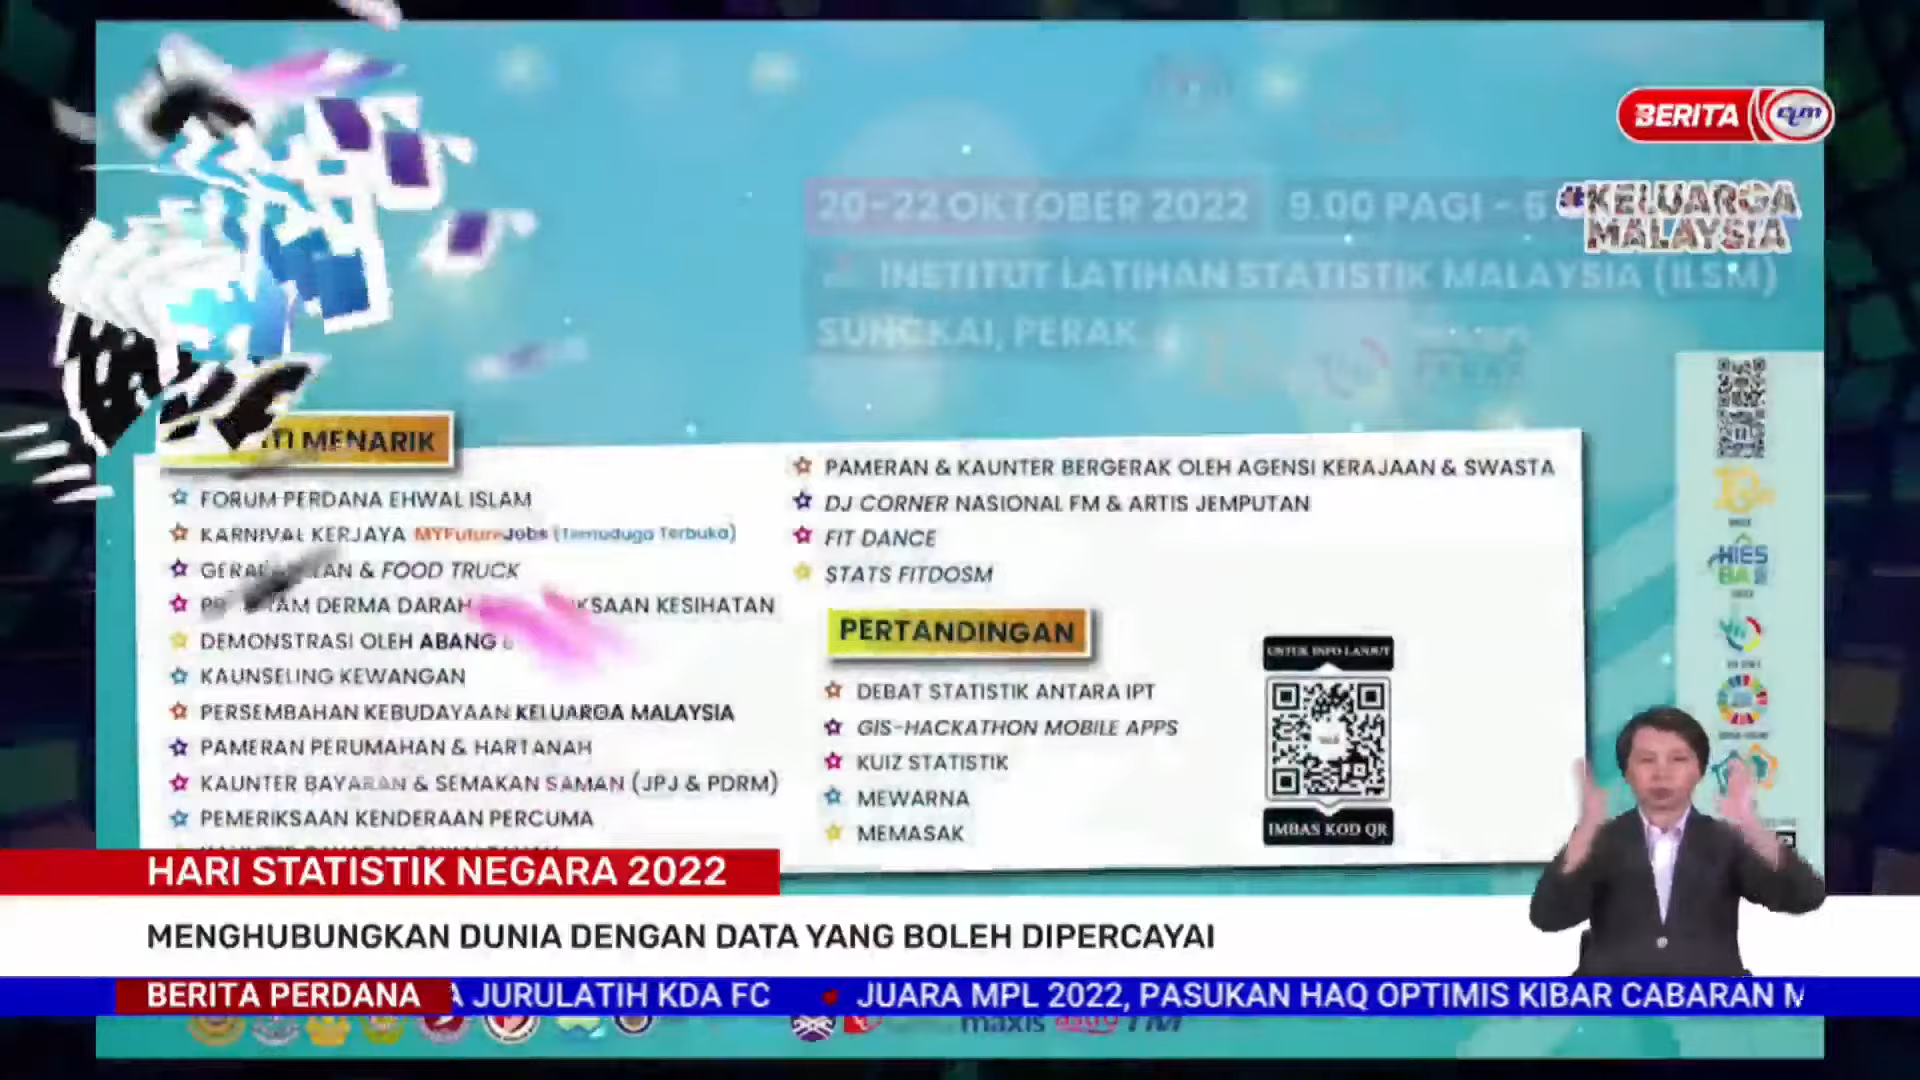 BERITA rtm
#KELUARGA
MALAYSIA
20-22 OKTOBER 2022 9.00 PAGI -
INSTITUT LATIHAN STATISTIK MALAYSIA (ILSM)
SUNGKAI, PERAK
MENARIK
FORUM PERDANA EHWAL ISLAM
KARNIVAL KERJAYA MYFutureJobs (Temuduga Terbuka)
& FOOD TRUCK
DERMA DARAH KESIHATAN
DEMONSTRASI OLEH ABANG
KAUNSELING KEWANGAN
PERSEMBAHAN KEBUDAYAAN KELUARGA MALAYSIA
PAMERAN PERUMAHAN & HARTANAH
KAUNTER BAYARAN & SEMAKAN SAMAN (JPJ & PDRM)
PEMERIKSAAN KENDERAAN PERCUMA
PAMERAN & KAUNTER BERGERAK OLEH AGENSI KERAJAAN & SWASTA
DJ CORNER NASIONAL FM & ARTIS JEMPUTAN
FIT DANCE
STATS FITDOSM
PERTANDINGAN
DEBAT STATISTIK ANTARA IPT
GIS-HACKATHON MOBILE APPS
KUIZ STATISTIK
MEWARNA
MEMASAK
UNTUK INFO LANJUT
IMBAS KOD QR
HIES
HARI STATISTIK NEGARA 2022
MENGHUBUNGKAN DUNIA DENGAN DATA YANG BOLEH DIPERCAYAI
BERITA PERDANA JURULATIH KDA FC JUARA MPL 2022, PASUKAN HAQ OPTIMIS KIBAR CABARAN
maxis astro TM